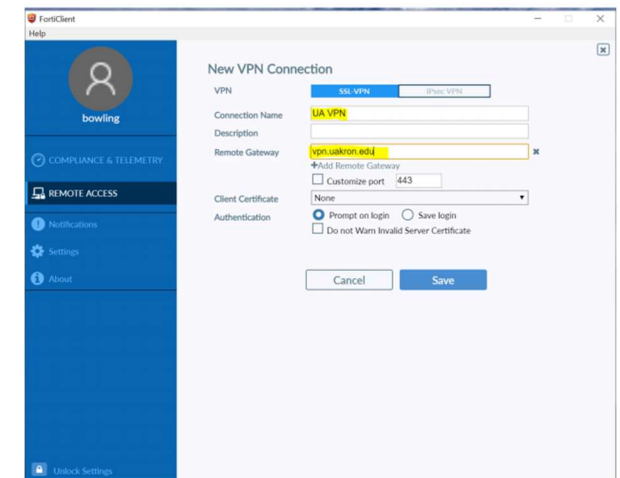 FortiClient
Help
bowling
COMPLIANCE & TELEMETRY
REMOTE ACCESS
Notifications
Settings
About
Unlock Settings
New VPN Connection
VPN SSL-VPN IPsec VPN
Connection Name UA VPN
Description
Remote Gateway vpn.uakron.edu
+Add Remote Gateway
Customize port 443
Client Certificate None
Authentication Prompt on login Save login
Do not Warn Invalid Server Certificate
Cancel Save